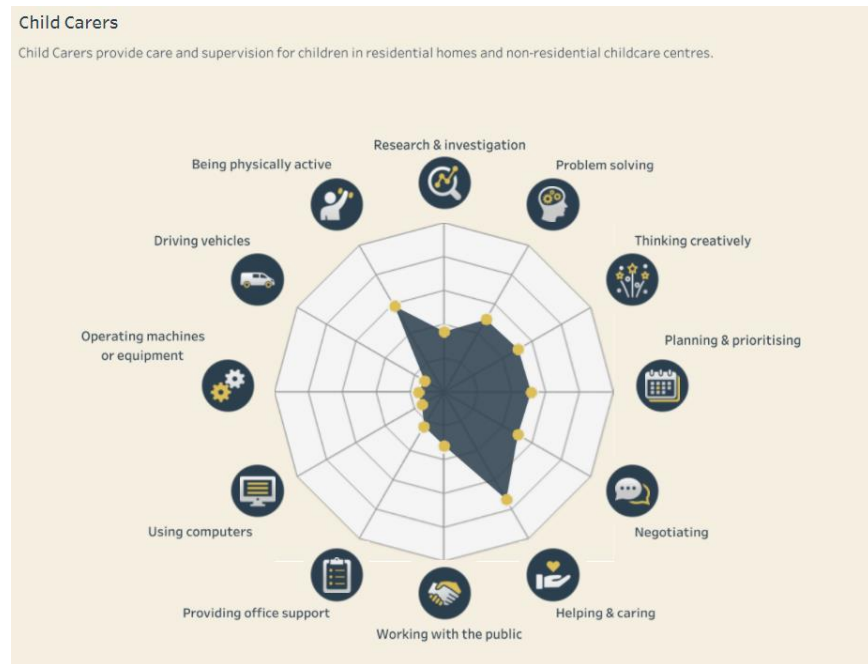 Child Carers
Child Carers provide care and supervision for children in residential homes and non-residential childcare centres.
Research & investigation
Being physically active
Problem solving
Driving vehicles
Thinking creatively
Operating machines
or equipment
Planning & prioritising
Using computers
Negotiating
Providing office support
Helping & caring
Working with the public